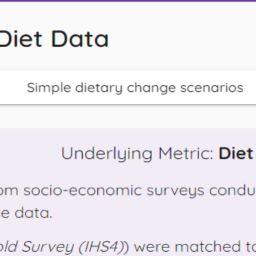 Diet Data
Simple dietary change scenarios
Underlying Metric: Diet
om socio-economic surveys condu
e data.
old Survey (IHS4)) were matched to